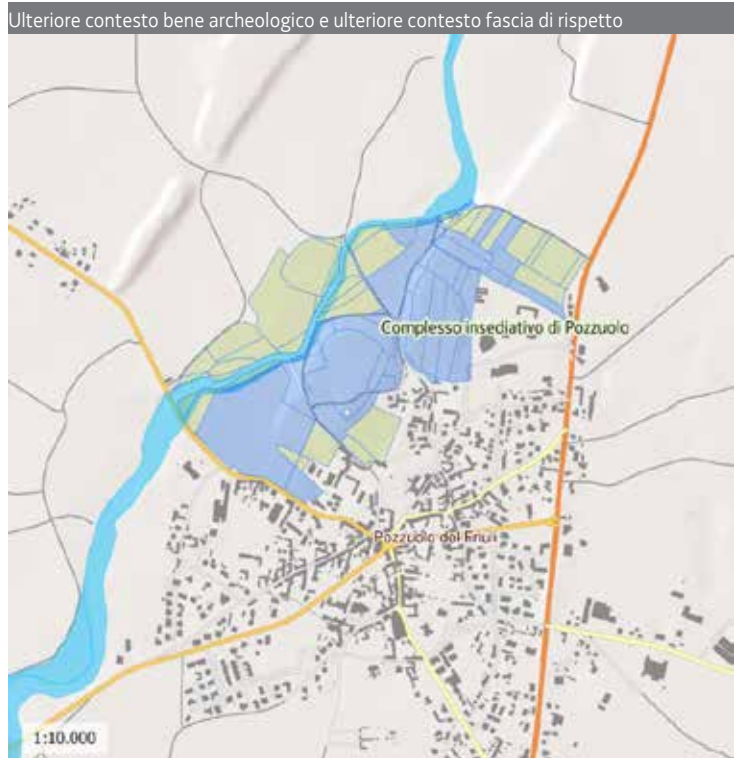 Ulteriore contesto bene archeologico e ulteriore contesto fascia di rispetto
Complesso insediativo di Pozzuolo
Pozzuolo del Friuli
1:10.000